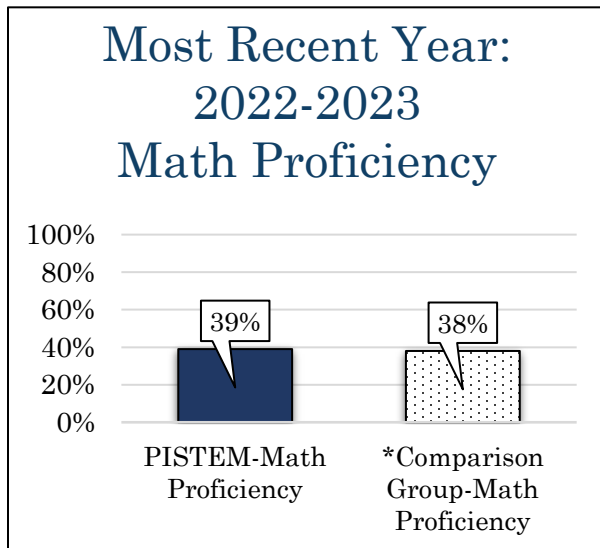 Most Recent Year:
2022-2023
Math Proficiency
100%
80%
60%
40%
20%
0%
39%
38%
PISTEM-Math
Proficiency
*Comparison
Group-Math
Proficiency